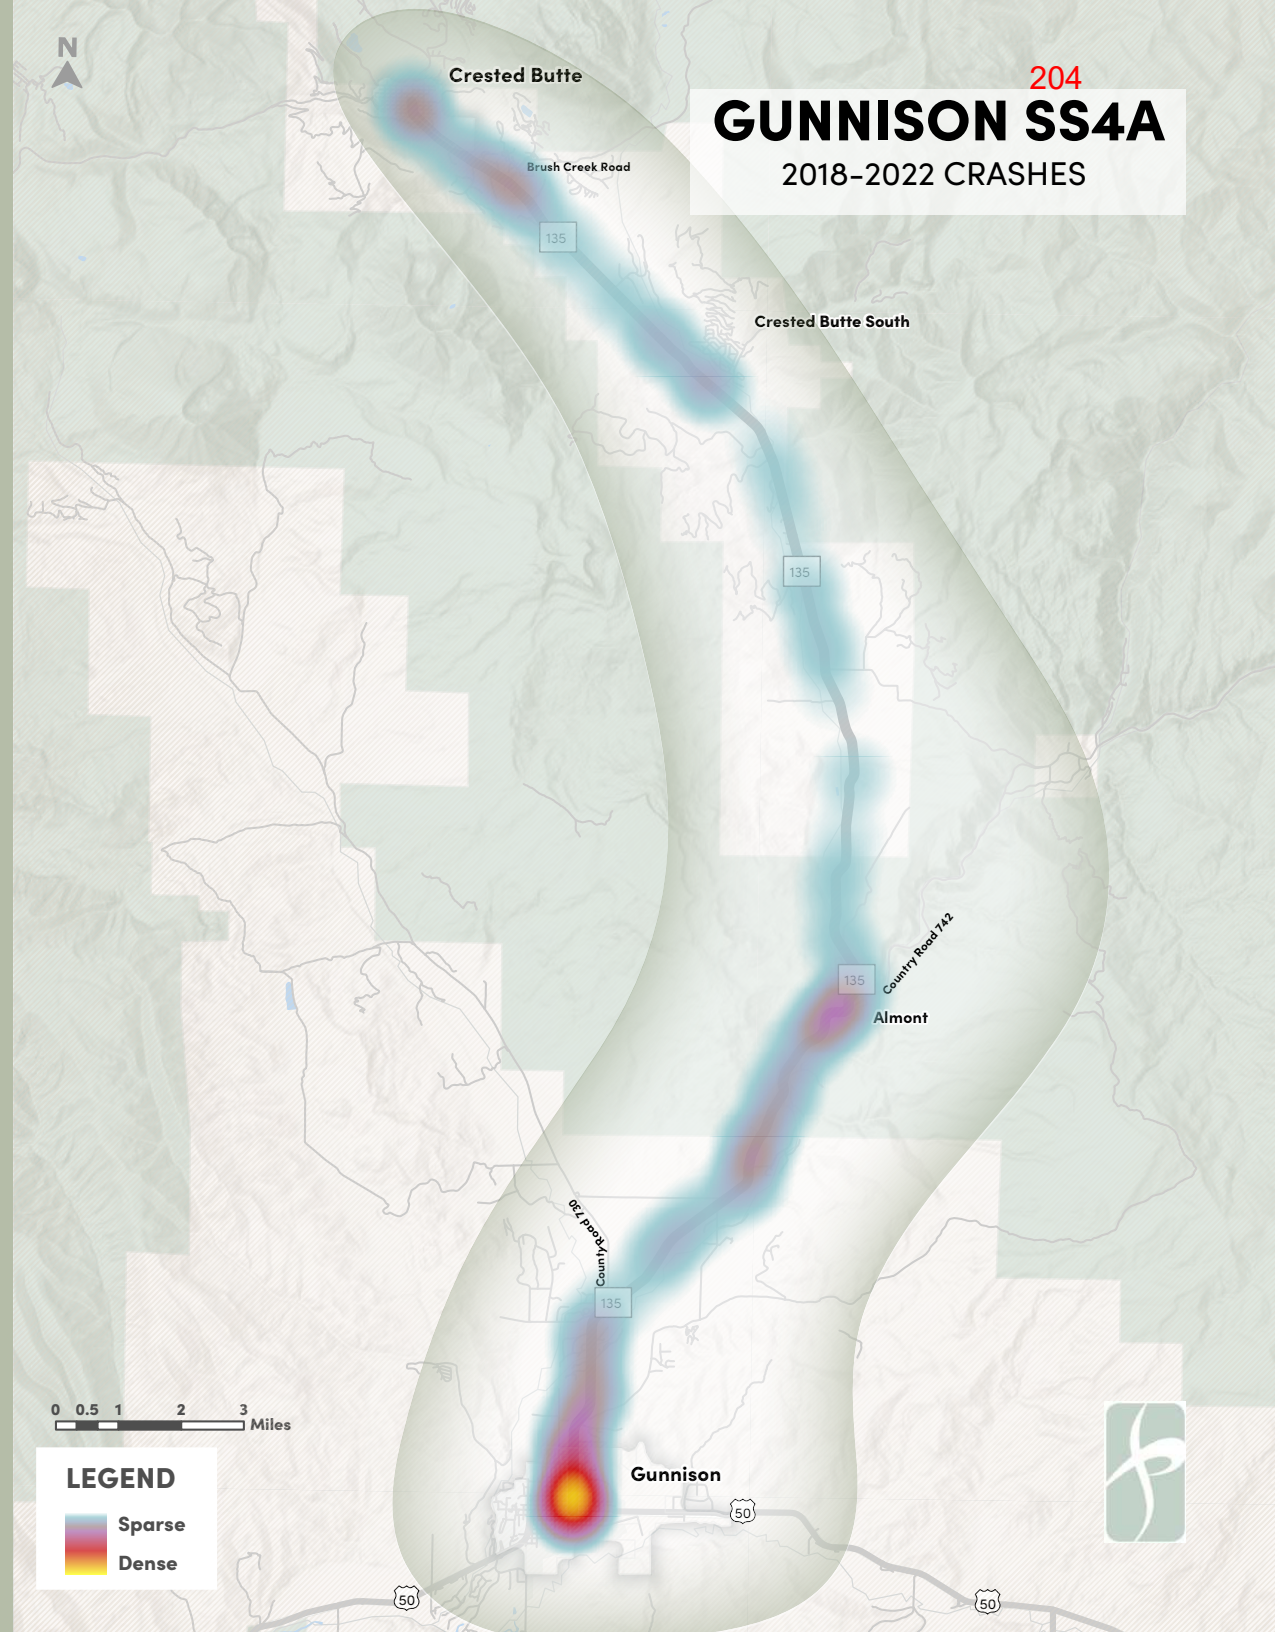 N
Crested Butte
204
GUNNISON SS4A
2018-2022 CRASHES
Brush Creek Road
135
Crested Butte South
135
Country Road 742
135
Almont
County Road 730
135
0 0.5 1 2 3
Miles
LEGEND
Sparse
Dense
Gunnison
50
50
50